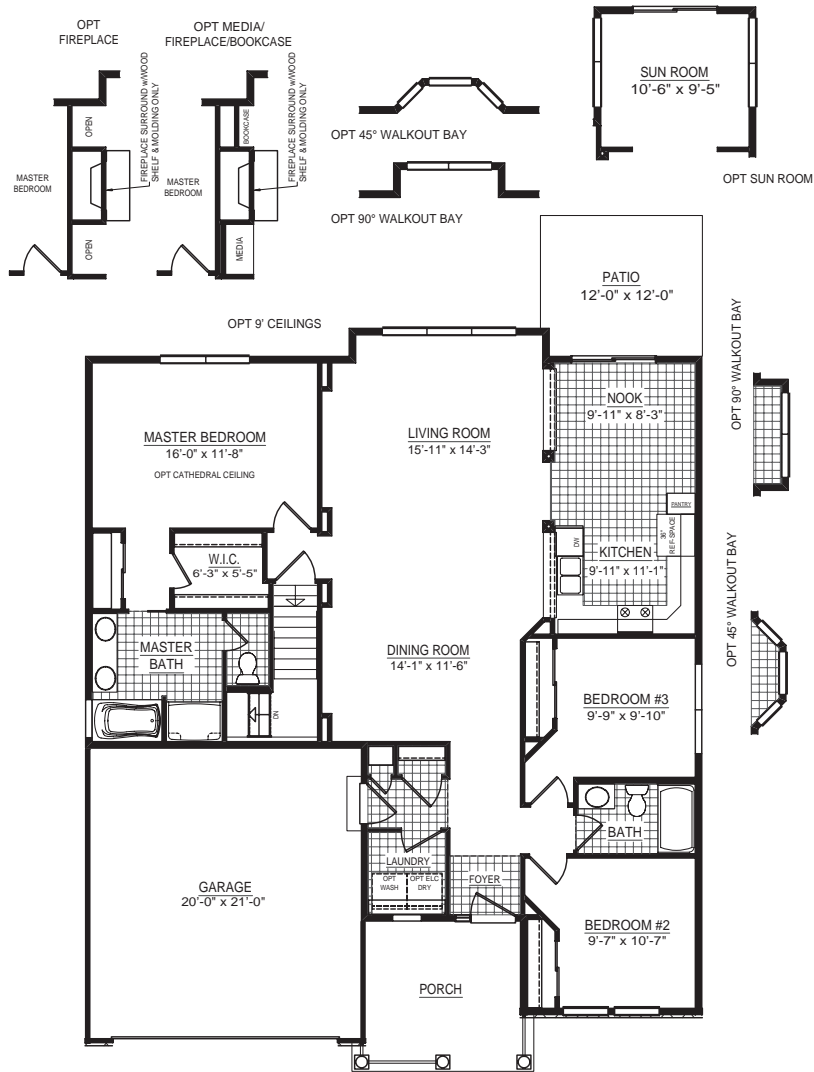 OPT
FIREPLACE
OPT MEDIA/
FIREPLACE/BOOKCASE
OPEN
FIREPLACE SURROUND w/WOOD
SHELF & MOLDING ONLY
MASTER
BEDROOM
OPEN
BOOKCASE
FIREPLACE SURROUND w/WOOD
SHELF & MOLDING ONLY
MASTER
BEDROOM
MEDIA
OPT 45° WALKOUT BAY
OPT 90° WALKOUT BAY
SUN ROOM
10'-6" x 9'-5"
OPT SUN ROOM
PATIO
12'-0" x 12'-0"
OPT 9' CEILINGS
OPT 90° WALKOUT BAY
NOOK
9'-11" x 8'-3"
MASTER BEDROOM
16'-0" x 11'-8"
OPT CATHEDRAL CEILING
LIVING ROOM
15'-11" x 14'-3"
PANTRY
36"
REF-SPACE
DW
KITCHEN
9'-11" x 11'-1"
W.I.C.
6'-3" x 5'-5"
OPT 45° WALKOUT BAY
MASTER
BATH
DINING ROOM
14'-1" x 11'-6"
BEDROOM #3
9'-9" x 9'-10"
DN
BATH
LAUNDRY
OPT
WASH
OPT ELC
DRY
FOYER
GARAGE
20'-0" x 21'-0"
BEDROOM #2
9'-7" x 10'-7"
PORCH